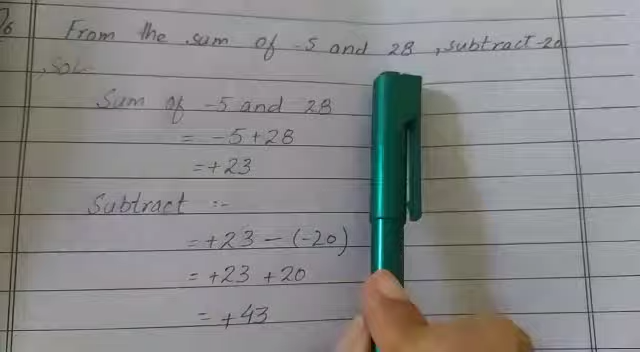 From the sum of -5 and 28, subtract -20
Sol-
Sum of -5 and 28
= -5+28
= +23
Subtract :-
= +23 - (-20)
= +23 + 20
= +43